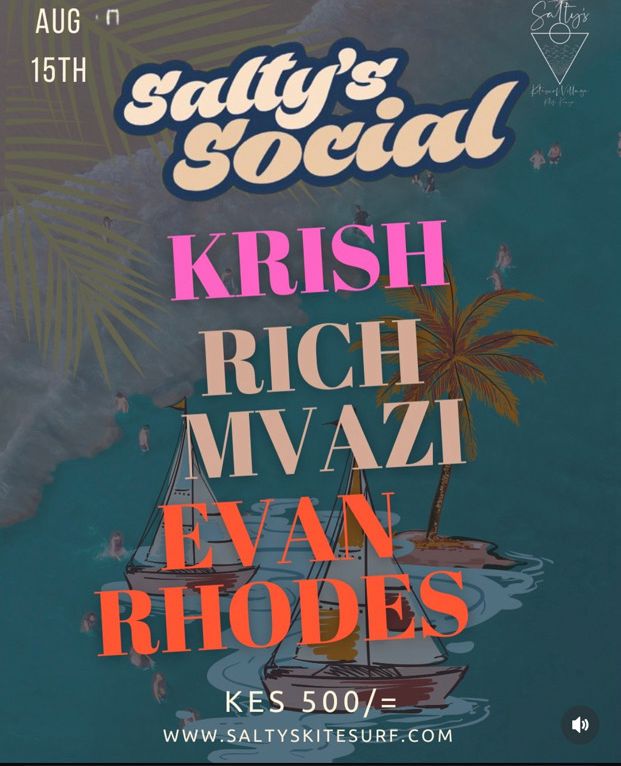 AUG
15TH
Salty's
Salty's
Social
KRISH
RICH
MVAZI
EVAN
RHODES
KES 500/=
WWW.SALTYSKITESURF.COM